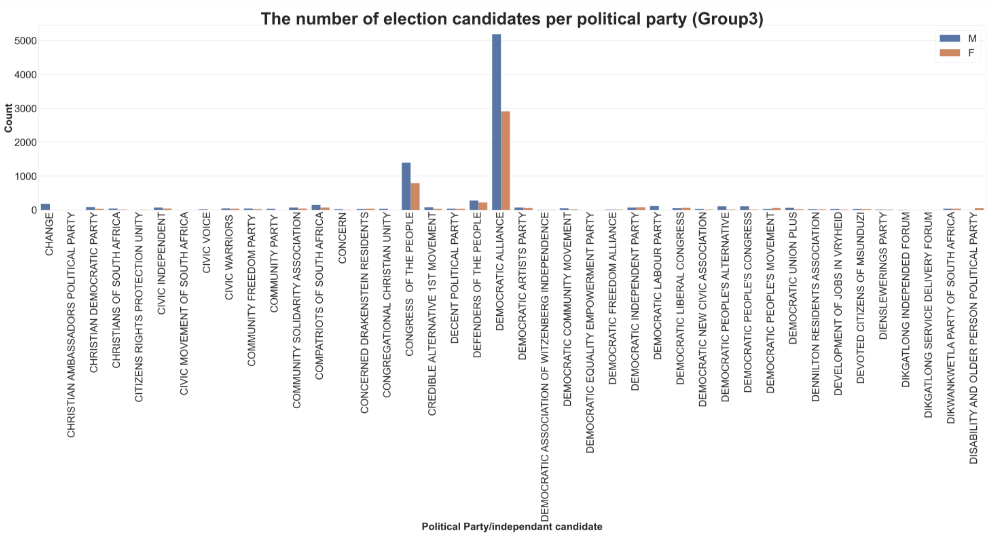 The number of election candidates per political party (Group3)
M
F
Count
5000
4000
3000
2000
1000
0
CHANGE
CHRISTIAN AMBASSADORS POLITICAL PARTY
CHRISTIAN DEMOCRATIC PARTY
CHRISTIANS OF SOUTH AFRICA
CITIZENS RIGHTS PROTECTION UNITY
CIVIC INDEPENDENT
CIVIC MOVEMENT OF SOUTH AFRICA
CIVIC VOICE
CIVIC WARRIORS
COMMUNITY FREEDOM PARTY
COMMUNITY PARTY
COMMUNITY SOLIDARITY ASSOCIATION
COMPATRIOTS OF SOUTH AFRICA
CONCERN
CONCERNED DRAKENSTEIN RESIDENTS
CONGREGATIONAL CHRISTIAN UNITY
CONGRESS OF THE PEOPLE
CREDIBLE ALTERNATIVE 1ST MOVEMENT
DECENT POLITICAL PARTY
DEFENDERS OF THE PEOPLE
DEMOCRATIC ALLIANCE
DEMOCRATIC ARTISTS PARTY
DEMOCRATIC ASSOCIATION OF WITZENBERG INDEPENDENCE
DEMOCRATIC COMMUNITY MOVEMENT
DEMOCRATIC EQUALITY EMPOWERMENT PARTY
DEMOCRATIC FREEDOM ALLIANCE
DEMOCRATIC INDEPENDENT PARTY
DEMOCRATIC LABOUR PARTY
DEMOCRATIC LIBERAL CONGRESS
DEMOCRATIC NEW CIVIC ASSOCIATION
DEMOCRATIC PEOPLE'S ALTERNATIVE
DEMOCRATIC PEOPLE'S CONGRESS
DEMOCRATIC PEOPLE'S MOVEMENT
DEMOCRATIC UNION PLUS
DENNILTON RESIDENTS ASSOCIATION
DEVELOPMENT OF JOBS IN VRYHEID
DEVOTED CITIZENS OF MSUNDUZI
DIENSLEWERINGS PARTY
DIKGATLONG INDEPENDED FORUM
DIKGATLONG SERVICE DELIVERY FORUM
DIKWANKWETLA PARTY OF SOUTH AFRICA
DISABILITY AND OLDER PERSON POLITICAL PARTY
Political Party/independant candidate